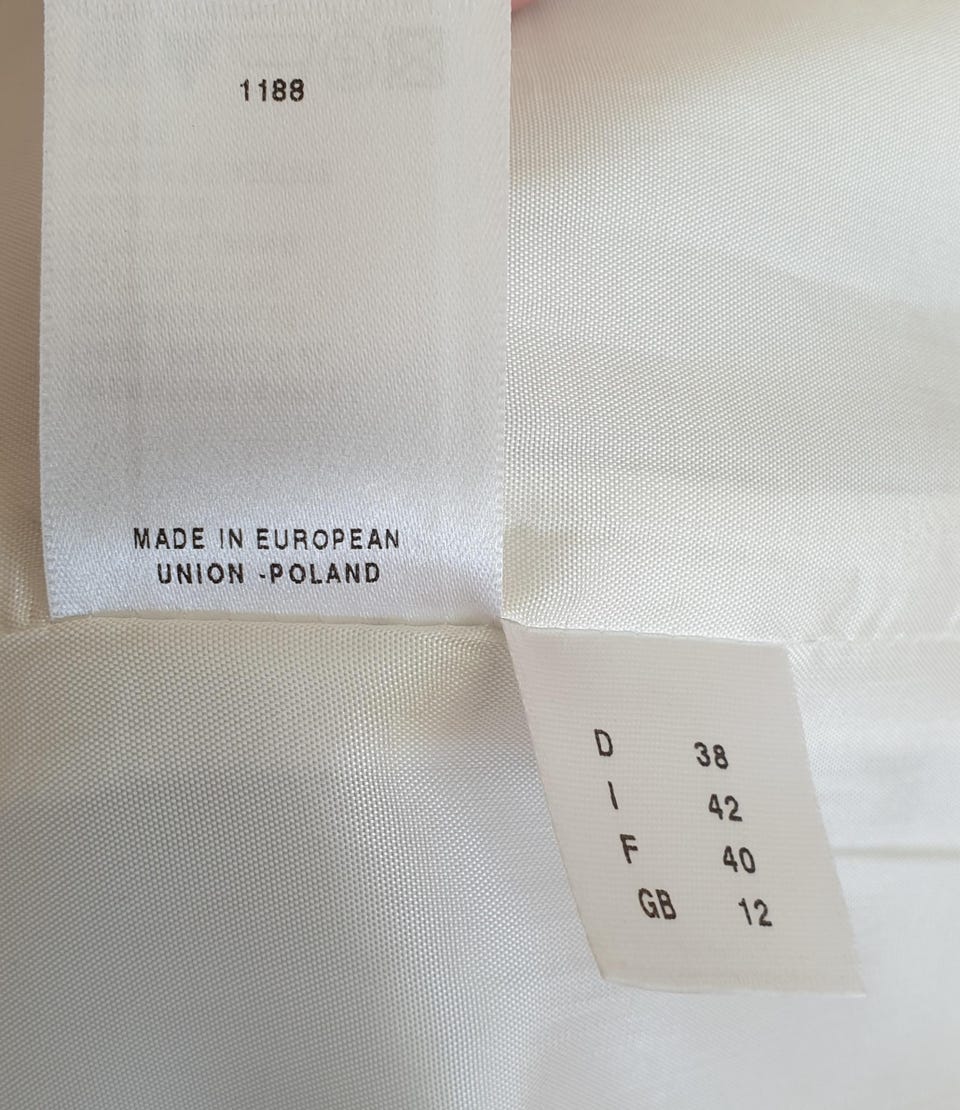 1188
MADE IN EUROPEAN
UNION -POLAND
D 38
I 42
F 40
GB 12